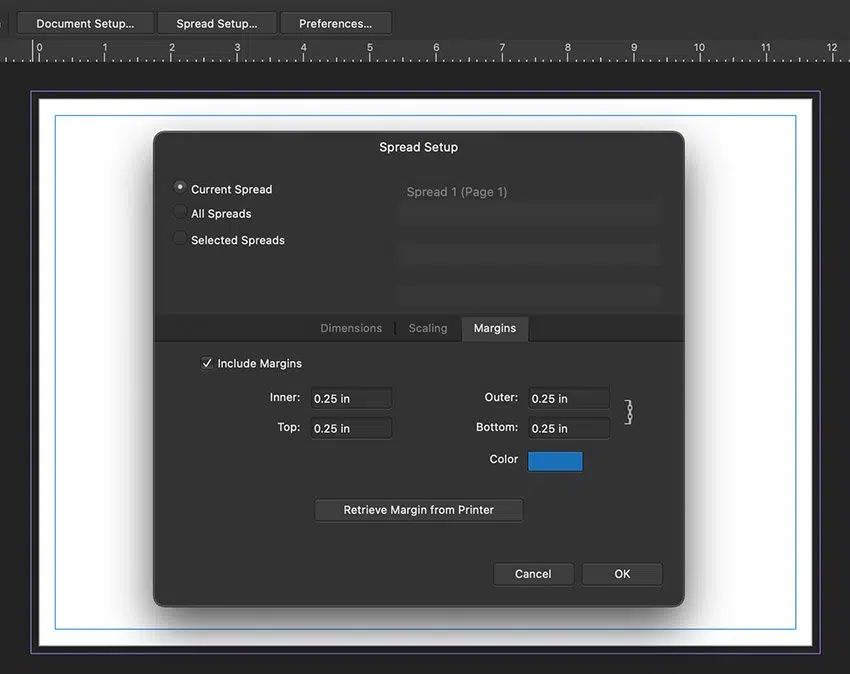 Document Setup... Spread Setup... Preferences...
0 1 2 3 4 5 6 7 8 9 10 11 12
Spread Setup
Current Spread Spread 1 (Page 1)
All Spreads
Selected Spreads
Dimensions Scaling Margins
Include Margins
Inner: 0.25 in Outer: 0.25 in
Top: 0.25 in Bottom: 0.25 in
Color
Retrieve Margin from Printer
Cancel OK